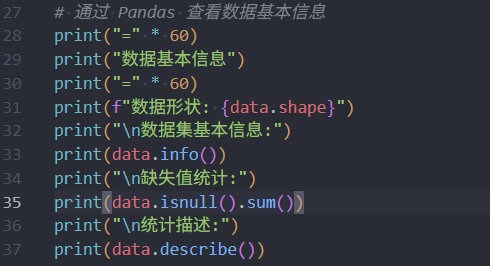 27 # 通过 Pandas 查看数据基本信息
28 print("=" * 60)
29 print("数据基本信息")
30 print("=" * 60)
31 print(f"数据形状: {data.shape}")
32 print("\n数据集基本信息:")
33 print(data.info())
34 print("\n缺失值统计:")
35 print(data.isnull().sum())
36 print("\n统计描述:")
37 print(data.describe())